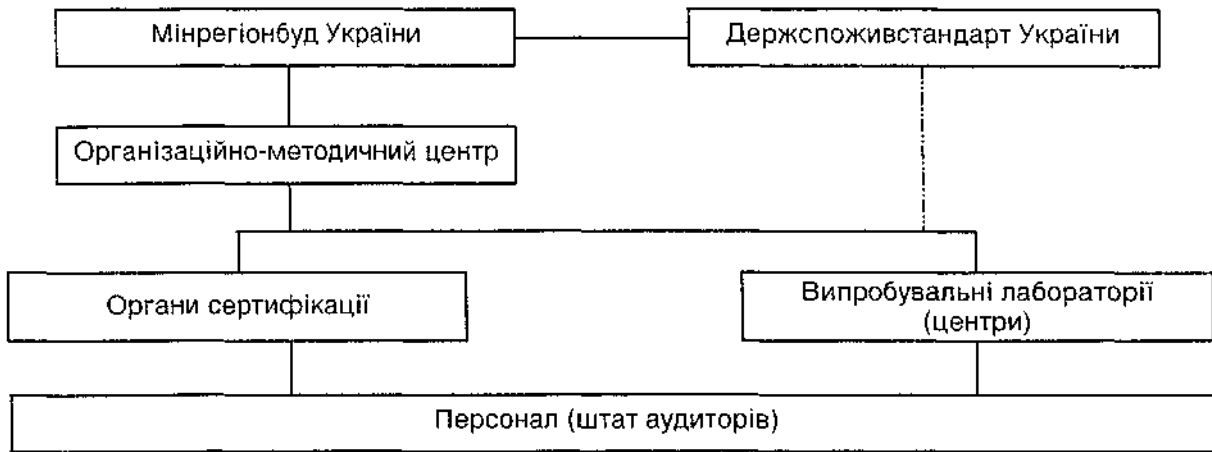 Мінрегіонбуд України
Держспоживстандарт України
Організаційно-методичний центр
Органи сертифікації
Випробувальні лабораторії
(центри)
Персонал (штат аудиторів)